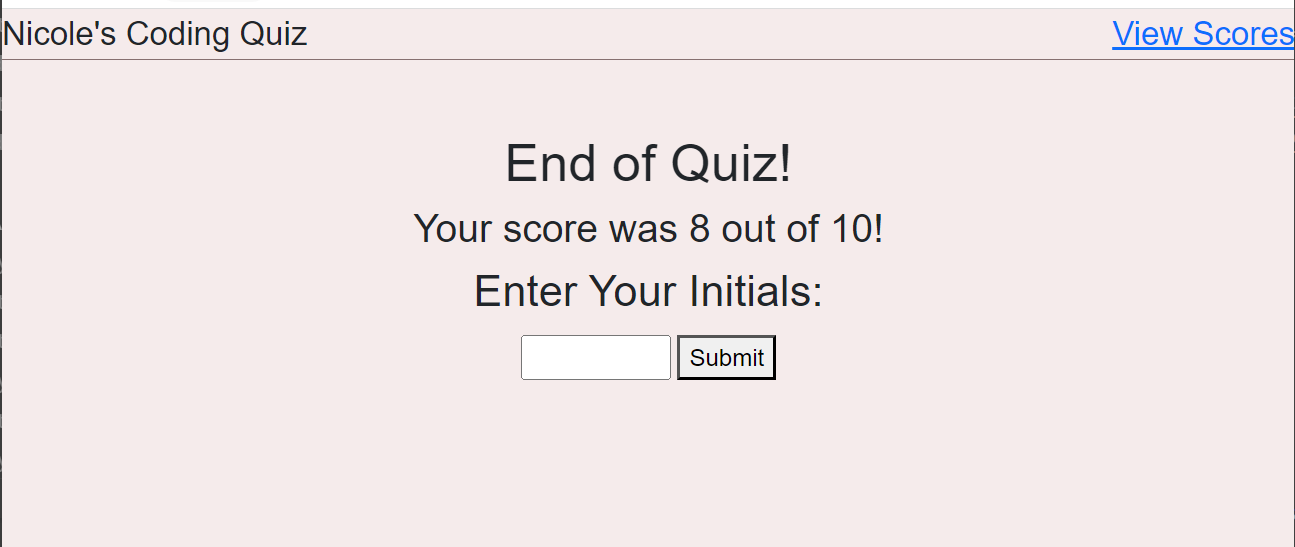 Nicole's Coding Quiz View Scores
End of Quiz!
Your score was 8 out of 10!
Enter Your Initials:
Submit